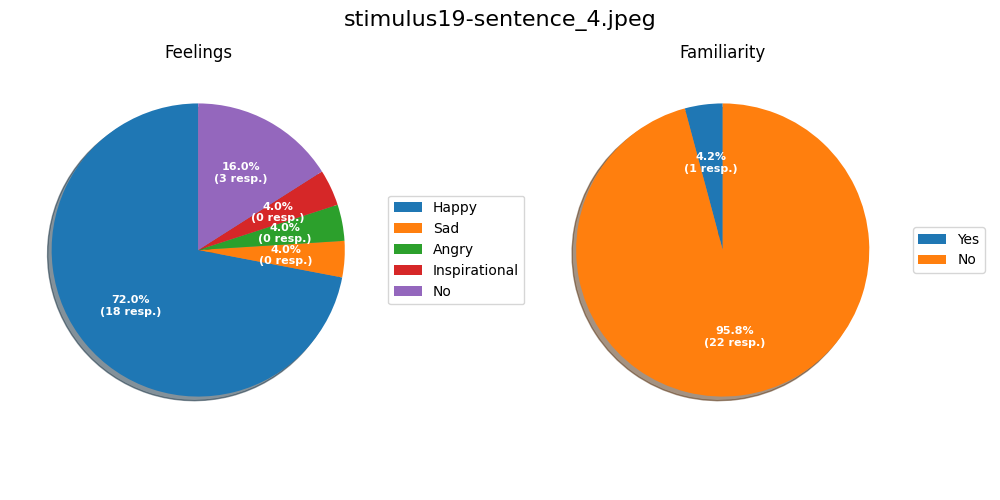 stimulus19-sentence_4.jpeg
Feelings
16.0%
(3 resp.)
4.0%
(0 resp.)
4.0%
(0 resp.)
4.0%
(0 resp.)
72.0%
(18 resp.)
Happy
Sad
Angry
Inspirational
No
Familiarity
4.2%
(1 resp.)
95.8%
(22 resp.)
Yes
No